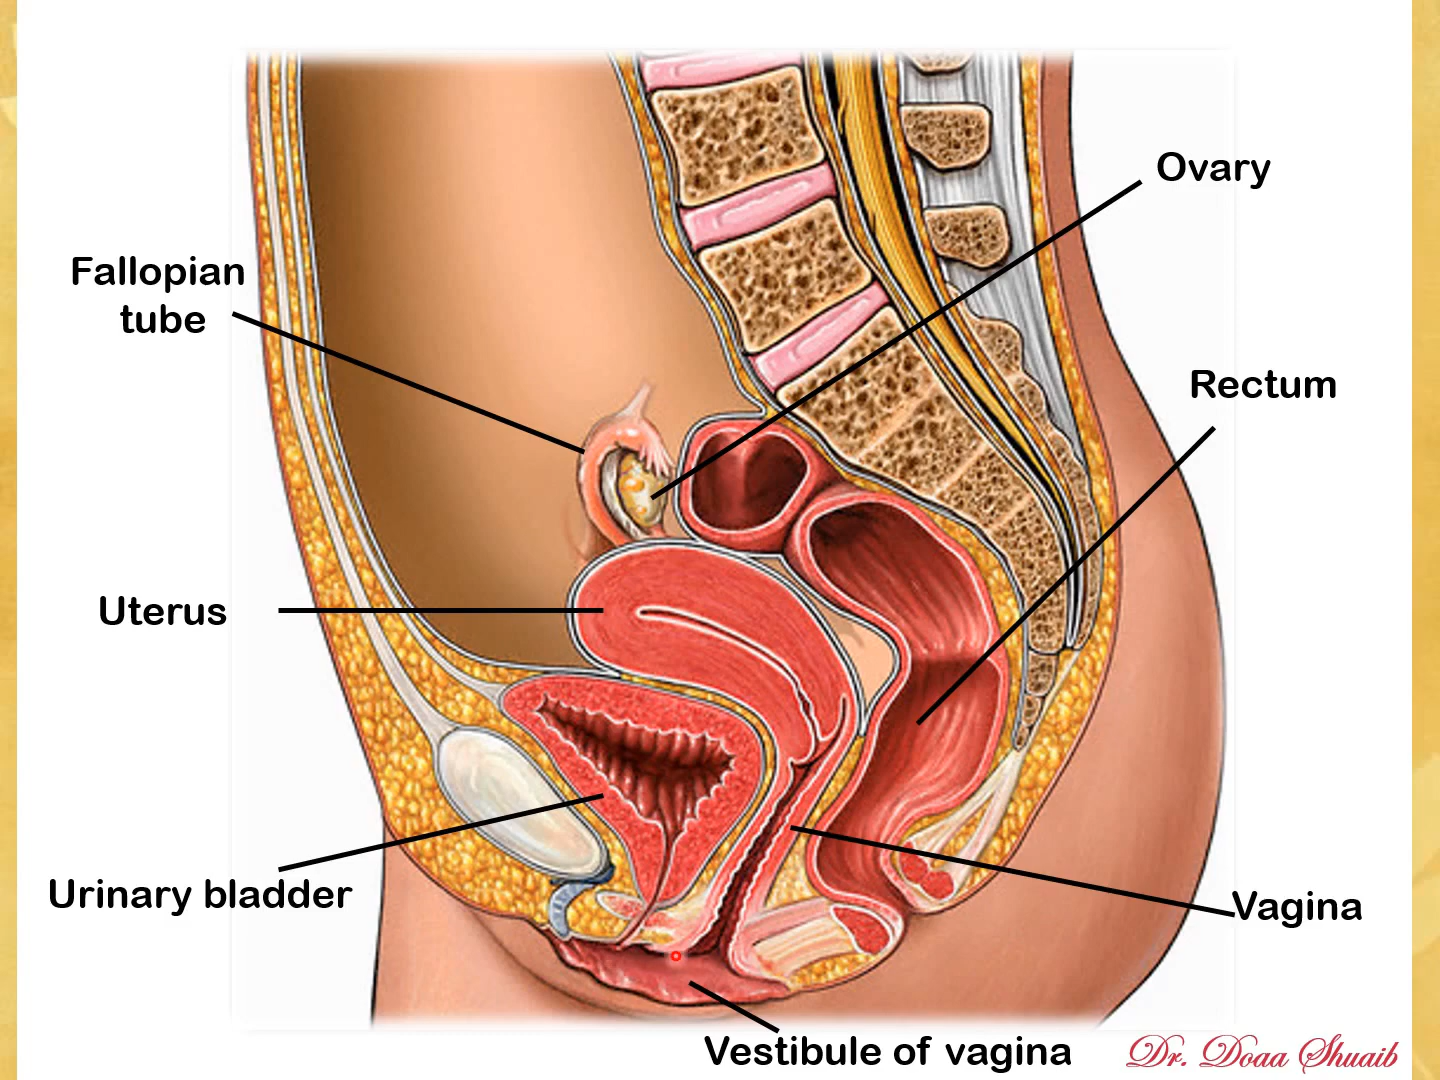 Ovary
Fallopian
tube
Rectum
Uterus
Urinary bladder
Vagina
Vestibule of vagina
Dr. Doaa Shuaib